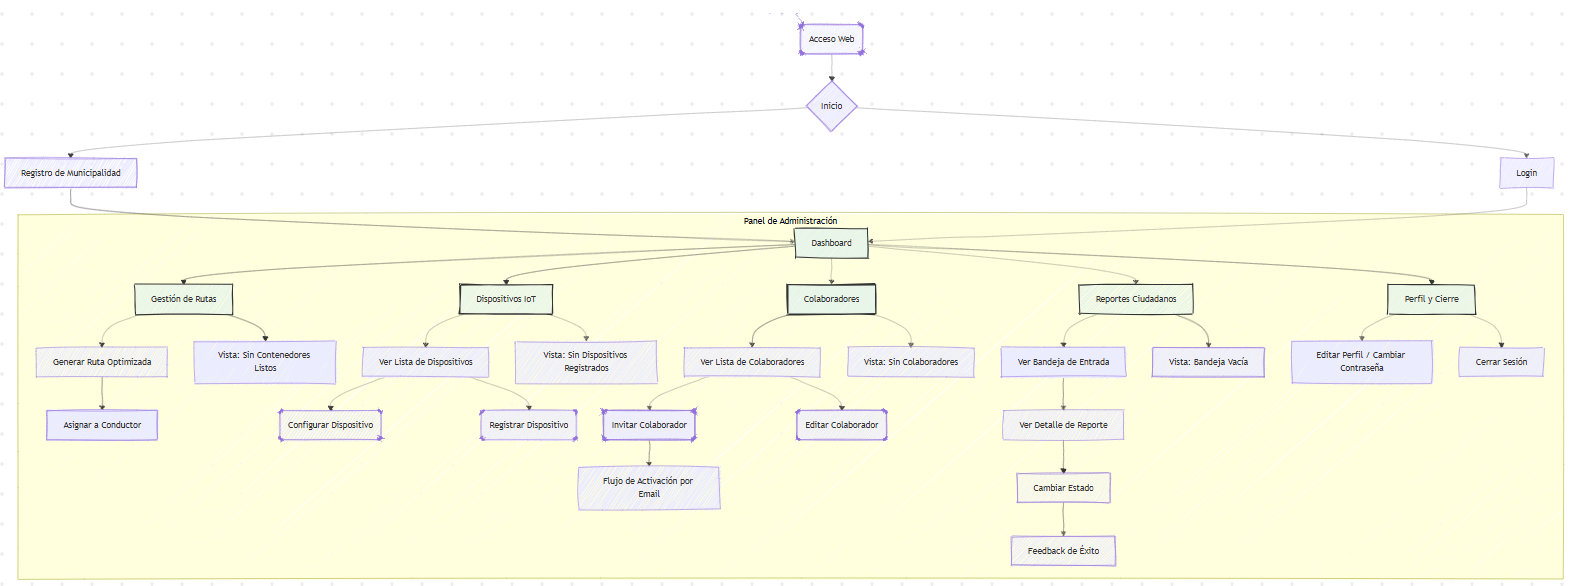 Acceso Web
Inicio
Registro de Municipalidad
Login
Panel de Administración
Dashboard
Gestión de Rutas
Dispositivos IoT
Colaboradores
Reportes Ciudadanos
Perfil y Cierre
Generar Ruta Optimizada
Vista: Sin Contenedores
Listos
Ver Lista de Dispositivos
Vista: Sin Dispositivos
Registrados
Ver Lista de Colaboradores
Vista: Sin Colaboradores
Ver Bandeja de Entrada
Vista: Bandeja Vacía
Editar Perfil / Cambiar
Contraseña
Cerrar Sesión
Asignar a Conductor
Configurar Dispositivo
Registrar Dispositivo
Invitar Colaborador
Editar Colaborador
Ver Detalle de Reporte
Flujo de Activación por
Email
Cambiar Estado
Feedback de Éxito